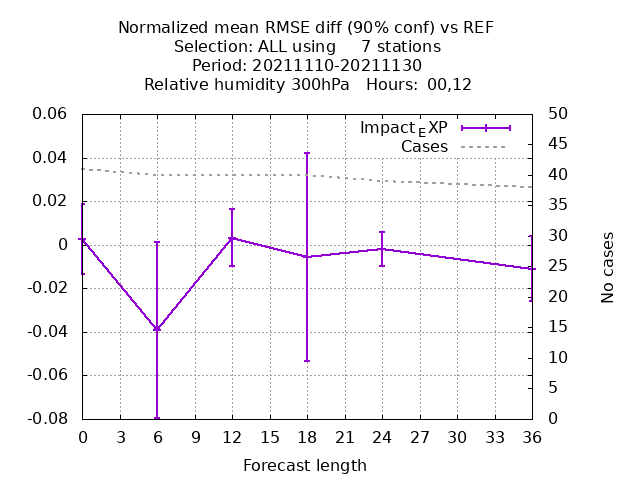 Normalized mean RMSE diff (90% conf) vs REF
Selection: ALL using 7 stations
Period: 20211110-20211130
Relative humidity 300hPa Hours: 00,12
Impact_EXP
Cases
0.06
0.04
0.02
0
-0.02
-0.04
-0.06
-0.08
50
45
40
35
30
25
20
15
10
5
0
No cases
0 3 6 9 12 15 18 21 24 27 30 33 36
Forecast length